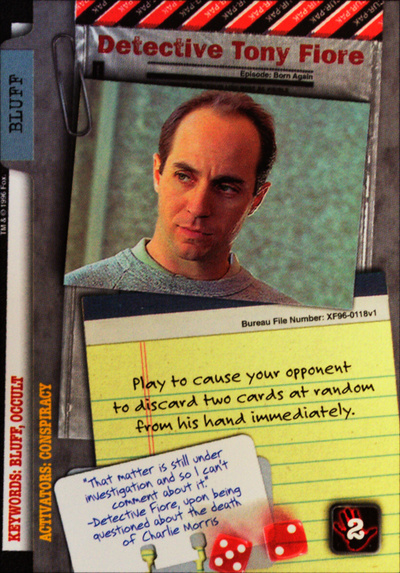 CUR-PAK
Detective Tony Fiore
Episode: Born Again
BLUFF
TM & © 1996 Fox.
Bureau File Number: XF96-0118v1
Play to cause your opponent
to discard two cards at random
from his hand immediately.
"That matter is still under
investigation and so I can't
comment about it."
-Detective Fiore, upon being
questioned about the death
of Charlie Morris
KEYWORDS: BLUFF, OCCULT
ACTIVATORS: CONSPIRACY
2